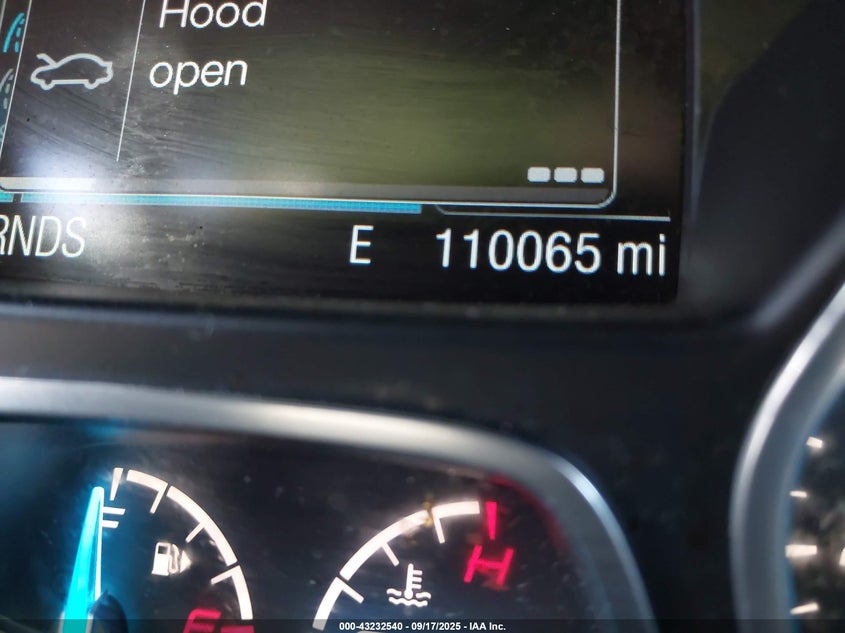 Hood
open
RNDS E 110065 mi
F
H
E
000-43232540 - 09/17/2025 - IAA Inc.